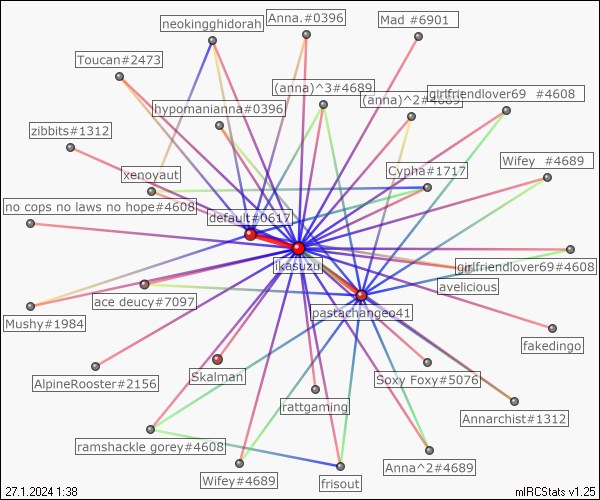 neokingghidorah
Anna.#0396
Mad #6901
Toucan#2473
(anna)^3#4689
(anna)^2#4689
girlfriendlover69 #4608
hypomanianna#0396
zibbits#1312
Cypha#1717
Wifey #4689
xenoyaut
no cops no laws no hope#4608
default#0617
ikasuzu
girlfriendlover69#4608
avelicious
ace deucy#7097
pastachangeo41
Mushy#1984
fakedingo
Skalman
Soxy Foxy#5076
AlpineRooster#2156
rattgaming
Annarchist#1312
ramshackle gorey#4608
Anna^2#4689
Wifey#4689
frisout
27.1.2024 1:38
mIRCStats v1.25